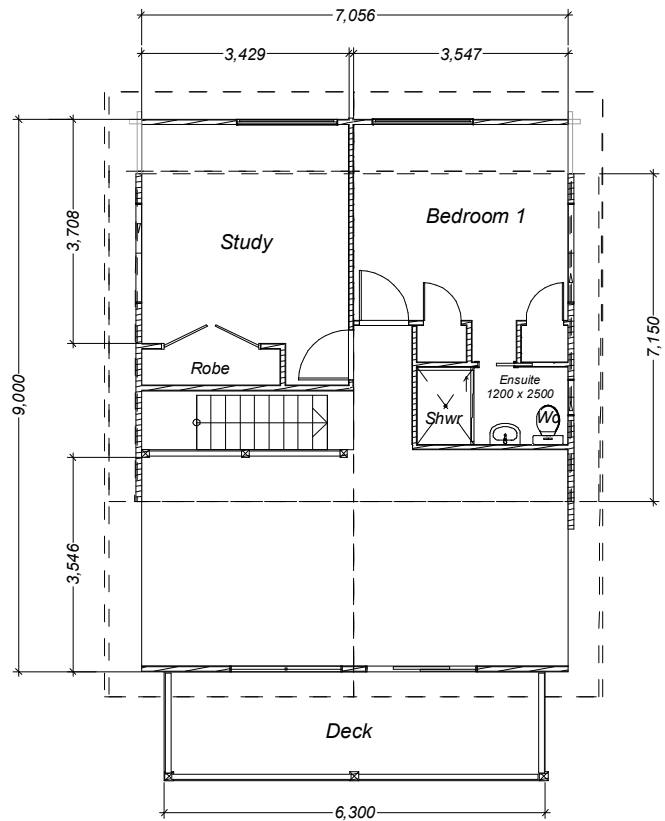 7,056
3,429
3,547
3,708
Study
Bedroom 1
7,150
9,000
Robe
Ensuite
1200 x 2500
Shwr
Wc
3,546
Deck
6,300